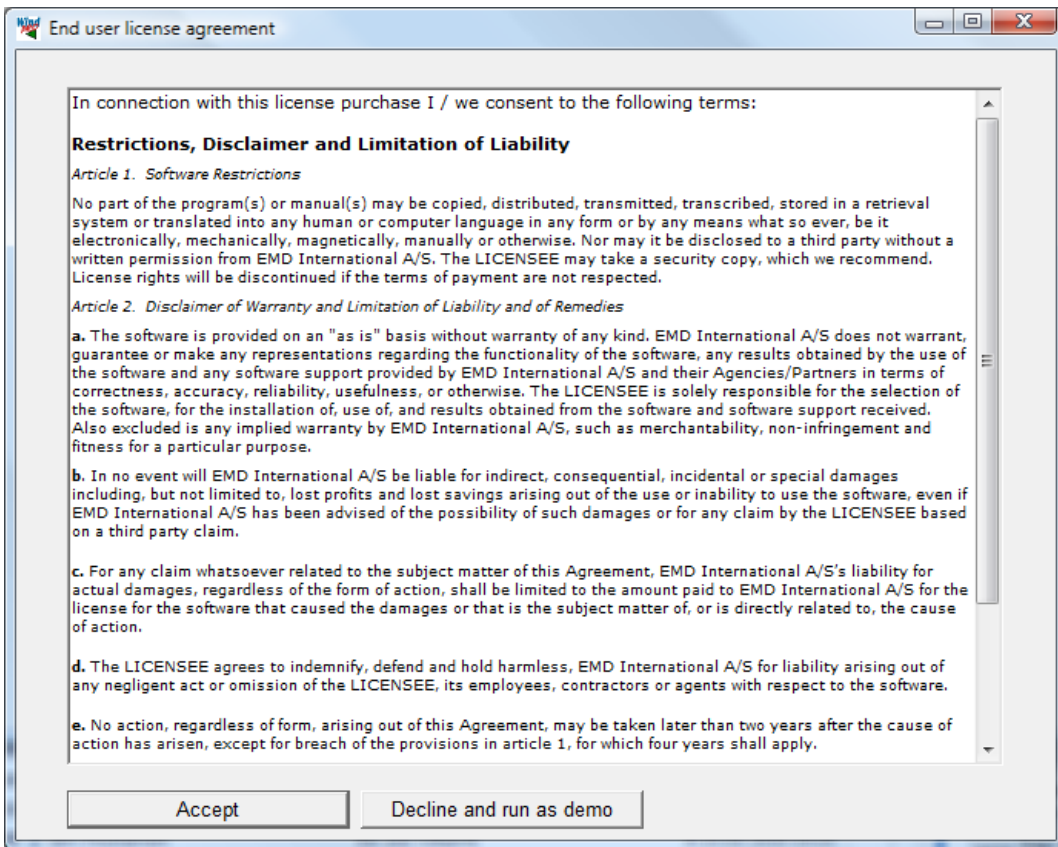 Wind
End user license agreement
In connection with this license purchase I / we consent to the following terms:
Restrictions, Disclaimer and Limitation of Liability
Article 1.  Software Restrictions
No part of the program(s) or manual(s) may be copied, distributed, transmitted, transcribed, stored in a retrieval
system or translated into any human or computer language in any form or by any means what so ever, be it
electronically, mechanically, magnetically, manually or otherwise. Nor may it be disclosed to a third party without a
written permission from EMD International A/S. The LICENSEE may take a security copy, which we recommend.
License rights will be discontinued if the terms of payment are not respected.
Article 2.  Disclaimer of Warranty and Limitation of Liability and of Remedies
a. The software is provided on an "as is" basis without warranty of any kind. EMD International A/S does not warrant,
guarantee or make any representations regarding the functionality of the software, any results obtained by the use of
the software and any software support provided by EMD International A/S and their Agencies/Partners in terms of
correctness, accuracy, reliability, usefulness, or otherwise. The LICENSEE is solely responsible for the selection of
the software, for the installation of, use of, and results obtained from the software and software support received.
Also excluded is any implied warranty by EMD International A/S, such as merchantability, non-infringement and
fitness for a particular purpose.
b. In no event will EMD International A/S be liable for indirect, consequential, incidental or special damages
including, but not limited to, lost profits and lost savings arising out of the use or inability to use the software, even if
EMD International A/S has been advised of the possibility of such damages or for any claim by the LICENSEE based
on a third party claim.
c. For any claim whatsoever related to the subject matter of this Agreement, EMD International A/S's liability for
actual damages, regardless of the form of action, shall be limited to the amount paid to EMD International A/S for the
license for the software that caused the damages or that is the subject matter of, or is directly related to, the cause
of action.
d. The LICENSEE agrees to indemnify, defend and hold harmless, EMD International A/S for liability arising out of
any negligent act or omission of the LICENSEE, its employees, contractors or agents with respect to the software.
e. No action, regardless of form, arising out of this Agreement, may be taken later than two years after the cause of
action has arisen, except for breach of the provisions in article 1, for which four years shall apply.
Accept
Decline and run as demo